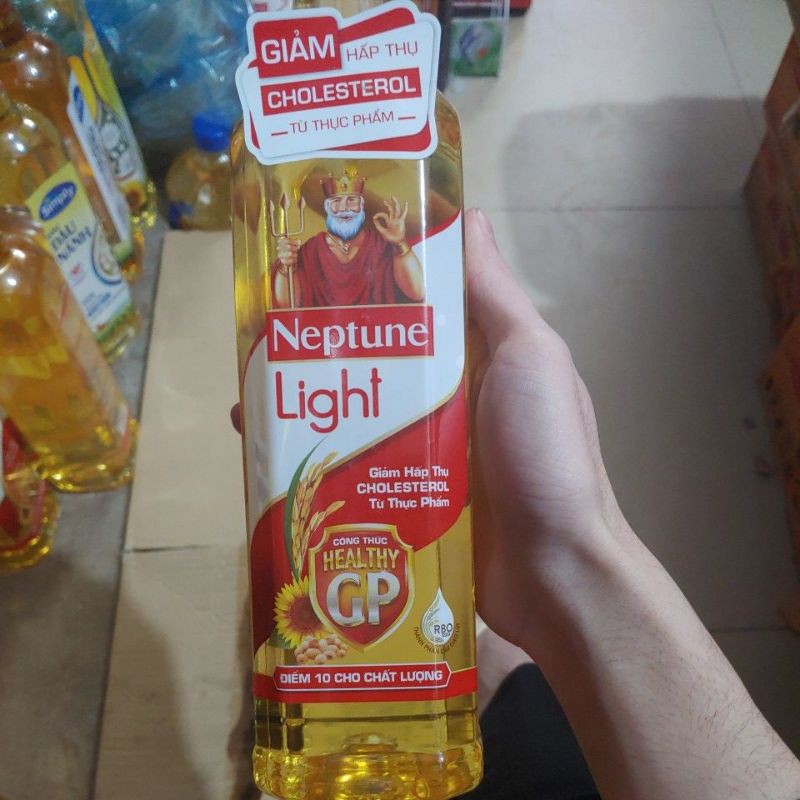 GIẢM HẤP THỤ
CHOLESTEROL
TỪ THỰC PHẨM
Neptune
Light
Giảm Hấp Thụ
CHOLESTEROL
Từ Thực Phẩm
CÔNG THỨC
HEALTHY
GP
RBO
ĐIỂM 10 CHO CHẤT LƯỢNG
Simply
DẦU
NÀNH